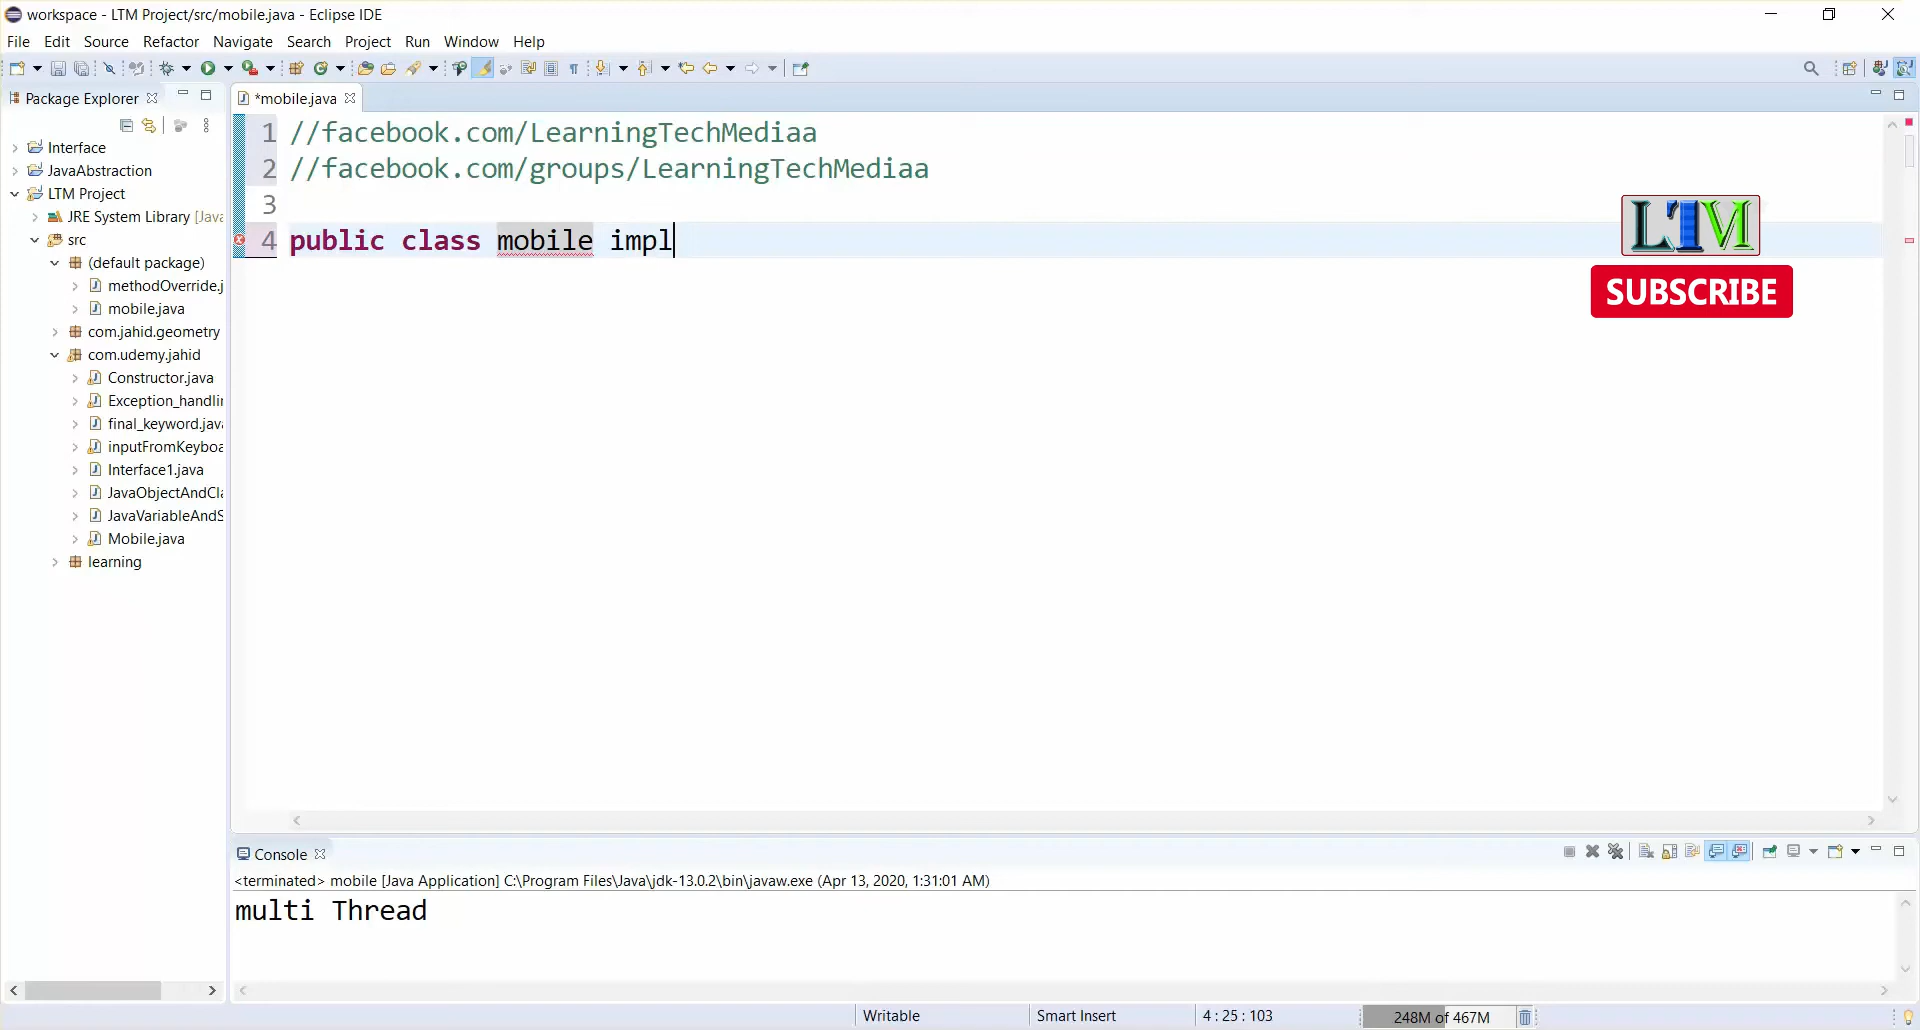 workspace - LTM Project/src/mobile.java - Eclipse IDE
File Edit Source Refactor Navigate Search Project Run Window Help
Package Explorer
*mobile.java
Interface
JavaAbstraction
LTM Project
JRE System Library [Java
src
(default package)
methodOverride.j
mobile.java
com.jahid.geometry
com.udemy.jahid
Constructor.java
Exception_handlin
final_keyword.java
inputFromKeyboa
Interface1.java
JavaObjectAndCla
JavaVariableAndS
Mobile.java
learning
1 //facebook.com/LearningTechMediaa
2 //facebook.com/groups/LearningTechMediaa
3
4 public class mobile impl
LTM
SUBSCRIBE
Console
<terminated> mobile [Java Application] C:\Program Files\Java\jdk-13.0.2\bin\javaw.exe (Apr 13, 2020, 1:31:01 AM)
multi Thread
Writable Smart Insert 4 : 25 : 103 248M of 467M